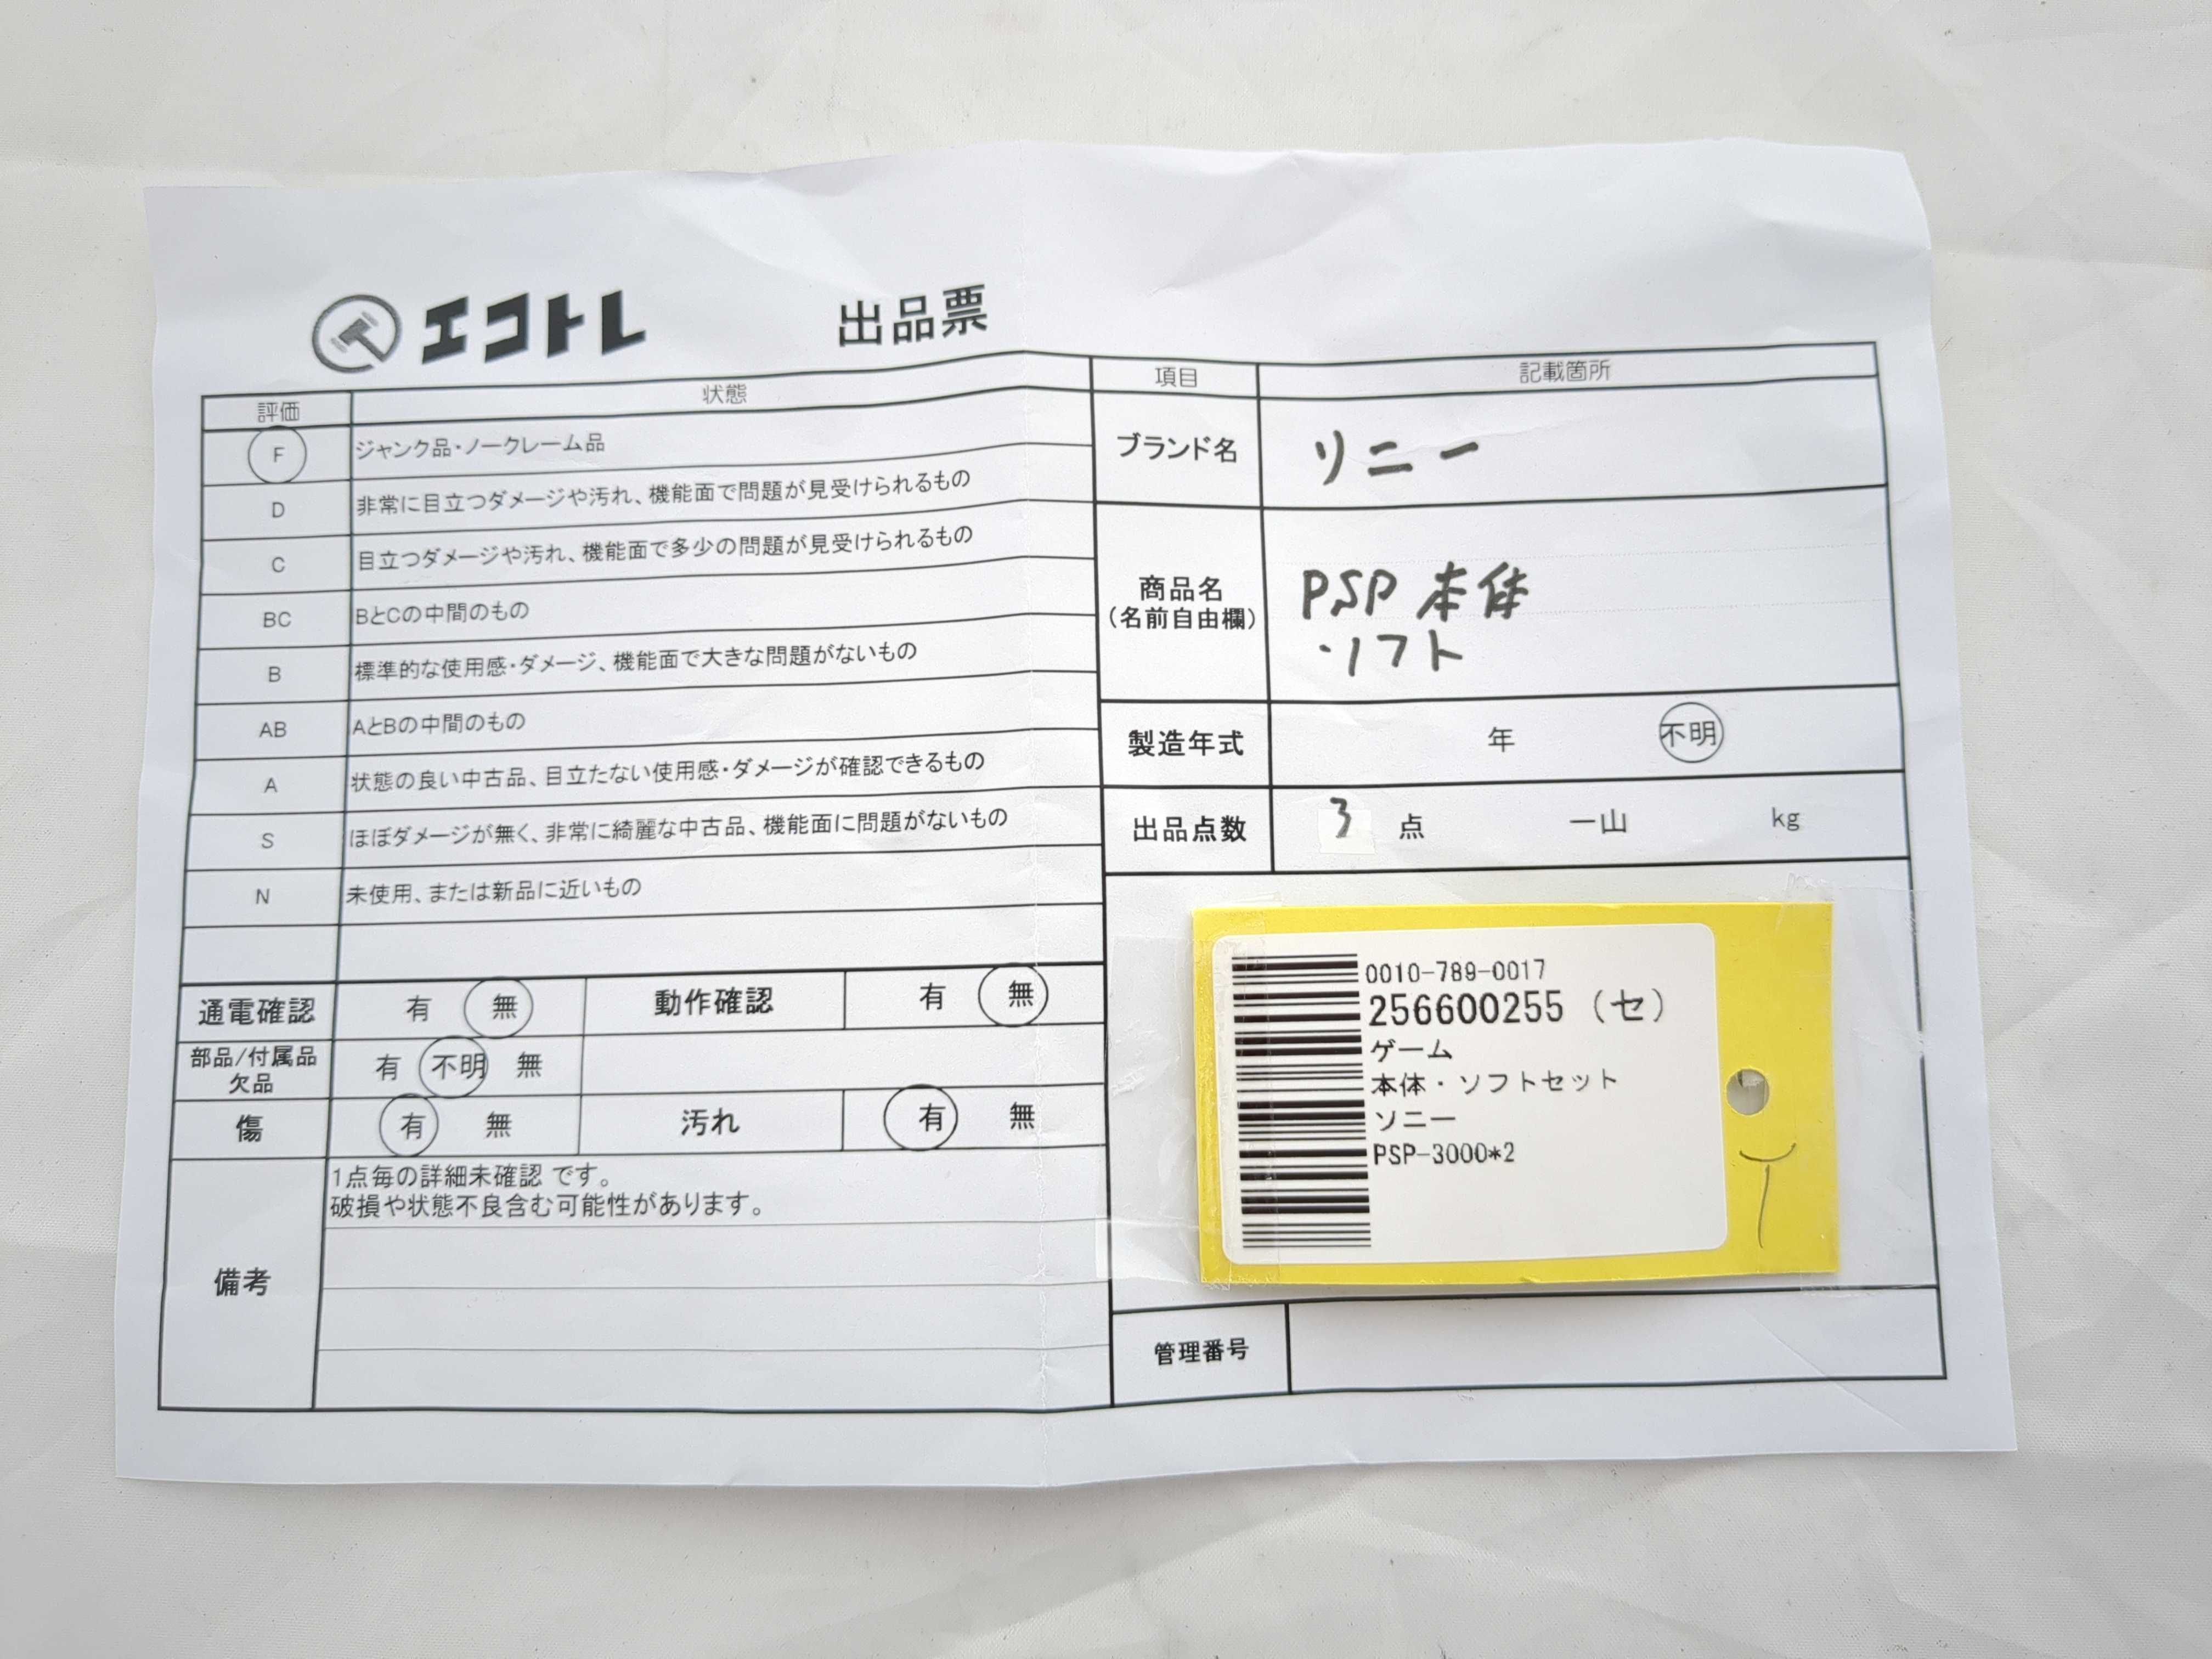 エコトレ 出品票
評価 状態
F ジャンク品・ノークレーム品
D 非常に目立つダメージや汚れ、機能面で問題が見受けられるもの
C 目立つダメージや汚れ、機能面で多少の問題が見受けられるもの
BC BとCの中間のもの
B 標準的な使用感・ダメージ、機能面で大きな問題がないもの
AB AとBの中間のもの
A 状態の良い中古品、目立たない使用感・ダメージが確認できるもの
S ほぼダメージが無く、非常に綺麗な中古品、機能面に問題がないもの
N 未使用、または新品に近いもの
通電確認 有 無 動作確認 有 無
部品/付属品
欠品 有 不明 無
傷 有 無 汚れ 有 無
備考
1点毎の詳細未確認 です。
破損や状態不良含む可能性があります。
項目 記載箇所
ブランド名 ソニー
商品名
(名前自由欄)
PSP 本体
・ソフト
製造年式 年 不明
出品点数 3 点 一山 kg
0010-789-0017
256600255 (セ)
ゲーム
本体・ソフトセット
ソニー
PSP-3000*2
管理番号